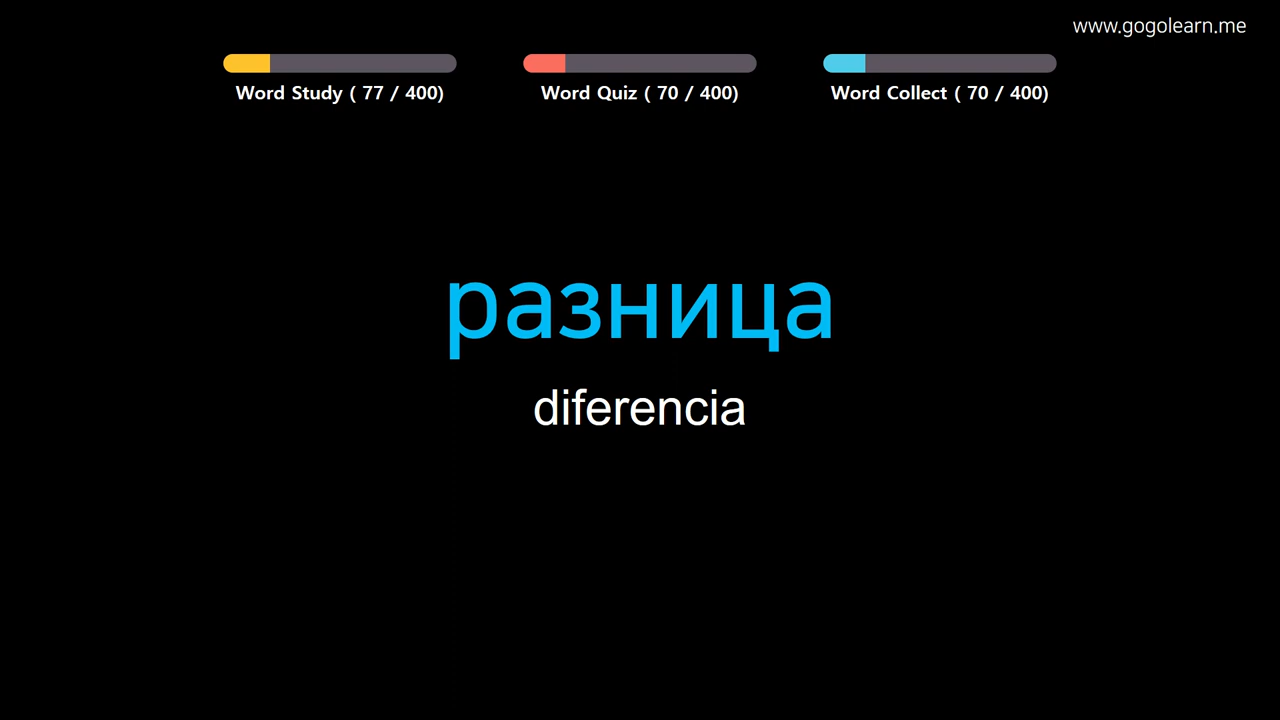 www.gogolearn.me
Word Study ( 77 / 400)
Word Quiz ( 70 / 400)
Word Collect ( 70 / 400)
разница
diferencia